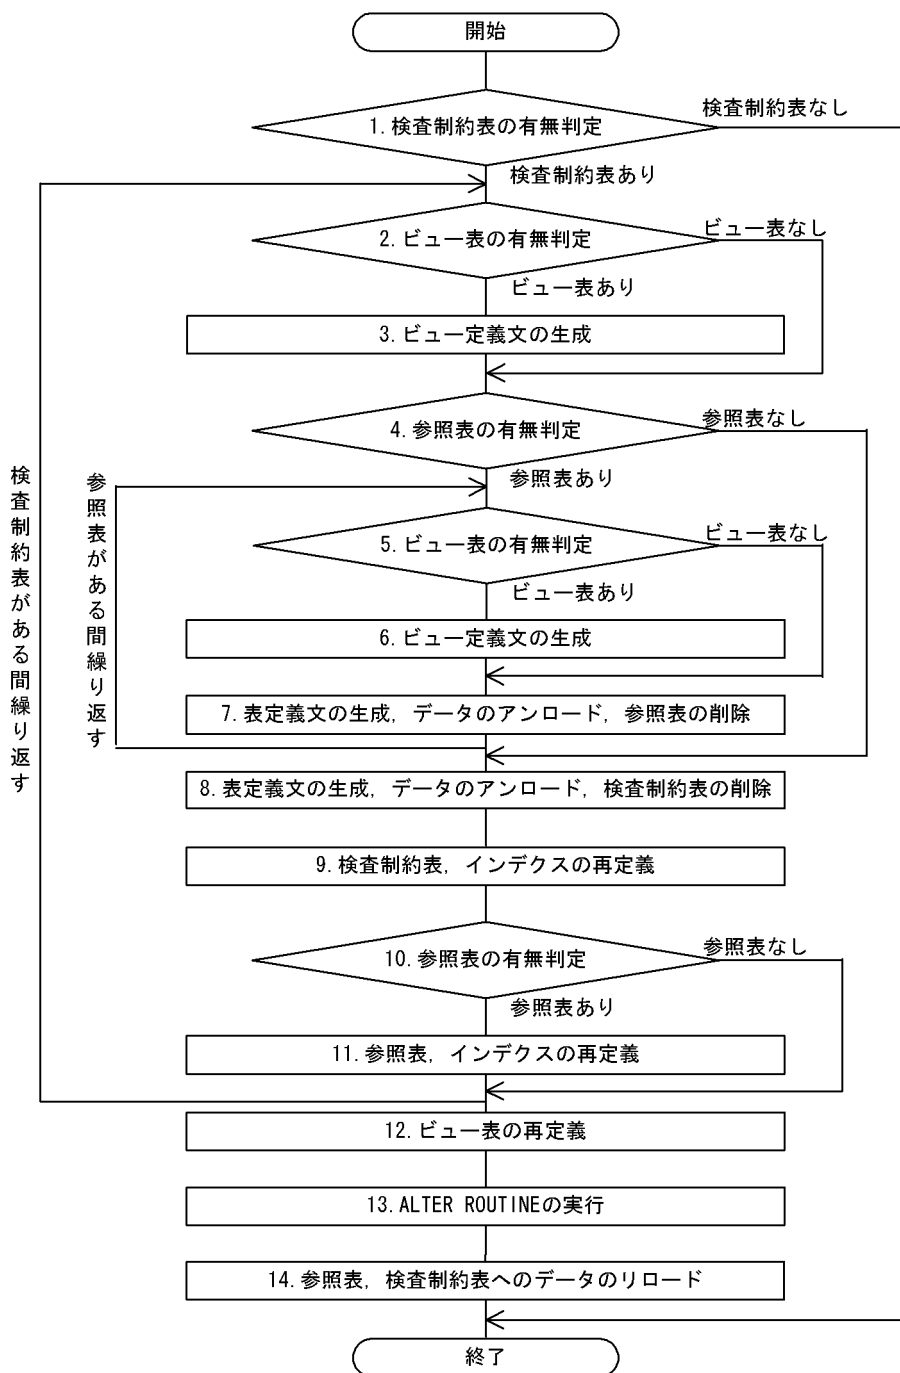 開始
検査制約表なし
1.検査制約表の有無判定
検査制約表あり
ビュー表なし
2.ビュー表の有無判定
ビュー表あり
3.ビュー定義文の生成
参照表なし
4.参照表の有無判定
参照表あり
ビュー表なし
5.ビュー表の有無判定
ビュー表あり
6.ビュー定義文の生成
7.表定義文の生成，データのアンロード，参照表の削除
参照表がある間繰り返す
検査制約表がある間繰り返す
8.表定義文の生成，データのアンロード，検査制約表の削除
9.検査制約表，インデクスの再定義
参照表なし
10.参照表の有無判定
参照表あり
11.参照表，インデクスの再定義
12.ビュー表の再定義
13.ALTER ROUTINEの実行
14.参照表，検査制約表へのデータのリロード
終了